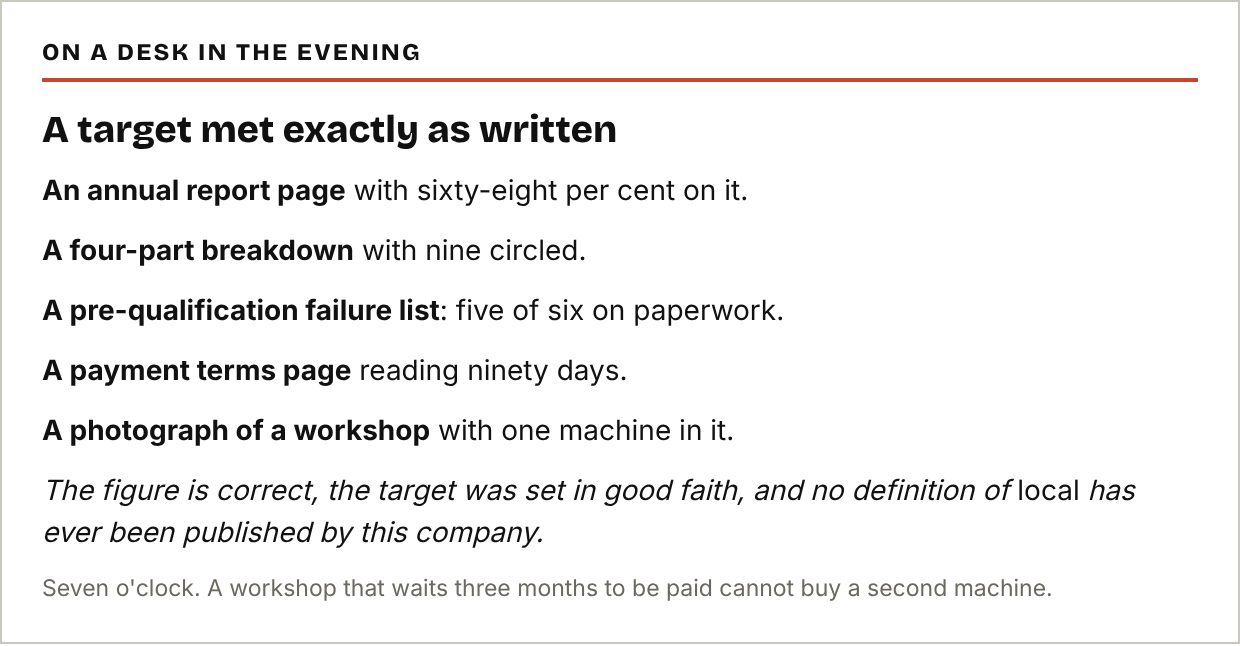 ON A DESK IN THE EVENING
A target met exactly as written
An annual report page with sixty-eight per cent on it.
A four-part breakdown with nine circled.
A pre-qualification failure list: five of six on paperwork.
A payment terms page reading ninety days.
A photograph of a workshop with one machine in it.
The figure is correct, the target was set in good faith, and no definition of local has
ever been published by this company.
Seven o'clock. A workshop that waits three months to be paid cannot buy a second machine.